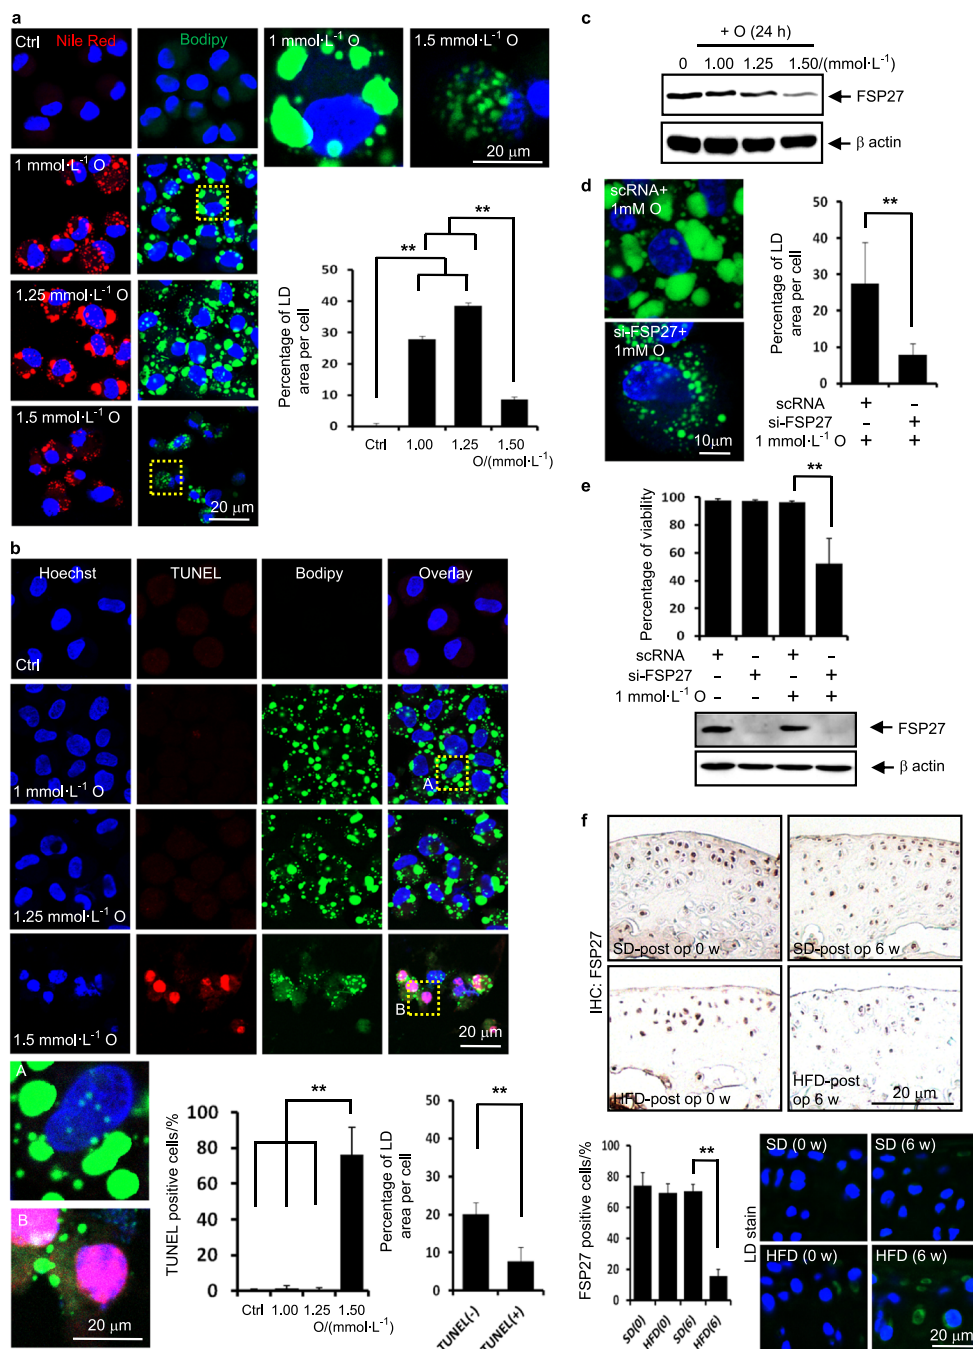 a
Ctrl
Nile Red
Bodipy
1 mmol·L⁻¹ O
1.5 mmol·L⁻¹ O
20 μm
1 mmol·L⁻¹ O
1.25 mmol·L⁻¹ O
1.5 mmol·L⁻¹ O
20 μm
Percentage of LD
area per cell
50
40
30
20
10
0
**
**
Ctrl
1.00
1.25
1.50
O/(mmol·L⁻¹)
b
Hoechst
TUNEL
Bodipy
Overlay
Ctrl
1 mmol·L⁻¹ O
A
1.25 mmol·L⁻¹ O
1.5 mmol·L⁻¹ O
B
20 μm
A
B
20 μm
TUNEL positive cells/%
100
80
60
40
20
0
**
Ctrl
1.00
1.25
1.50
O/(mmol·L⁻¹)
Percentage of LD
area per cell
50
40
30
20
10
0
**
TUNEL(-)
TUNEL(+)
c
+ O (24 h)
0 1.00 1.25 1.50/(mmol·L⁻¹)
FSP27
β actin
d
scRNA+
1mM O
si-FSP27+
1mM O
10μm
Percentage of LD
area per cell
50
40
30
20
10
0
**
scRNA + –
si-FSP27 – +
1 mmol·L⁻¹ O + +
e
Percentage of viability
100
80
60
40
20
0
**
scRNA + – + –
si-FSP27 – + – +
1 mmol·L⁻¹ O – – + +
FSP27
β actin
f
IHC: FSP27
SD-post op 0 w
SD-post op 6 w
HFD-post op 0 w
HFD-post
op 6 w
20 μm
FSP27 positive cells/%
100
80
60
40
20
0
**
SD(0)
HFD(0)
SD(6)
HFD(6)
LD stain
SD (0 w)
SD (6 w)
HFD (0 w)
HFD (6 w)
20 μm